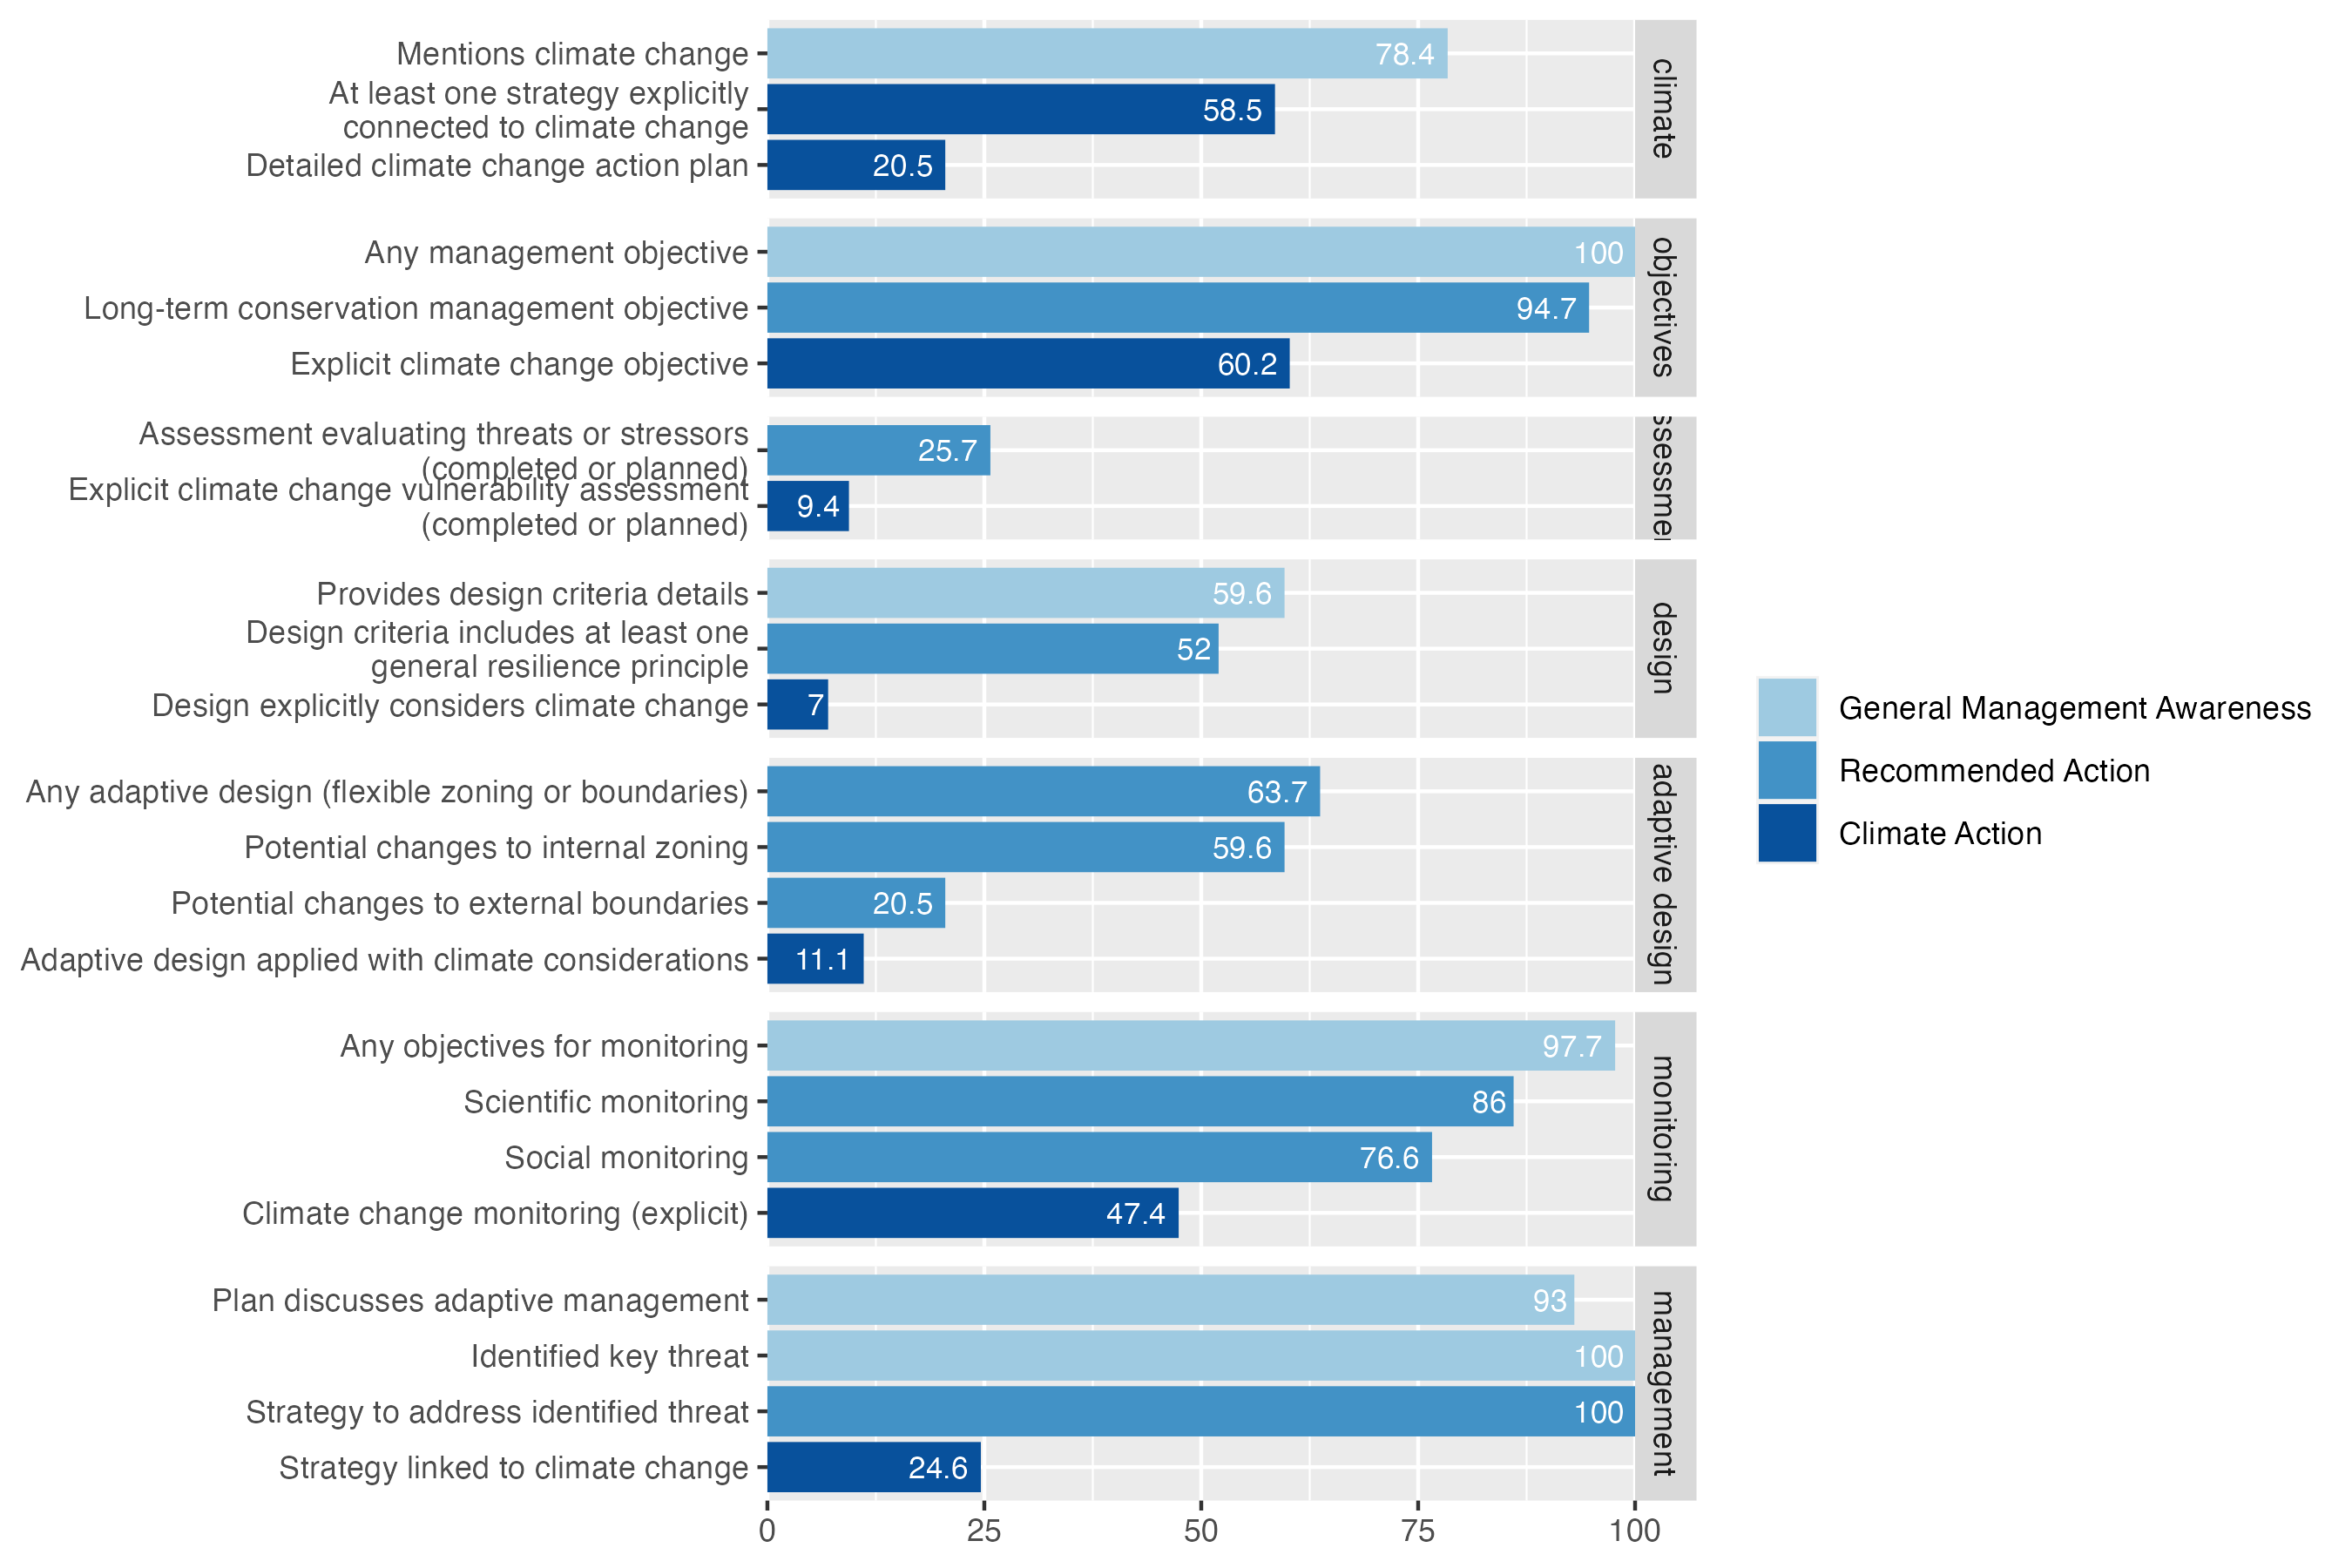 Mentions climate change
78.4
At least one strategy explicitly
connected to climate change
58.5
Detailed climate change action plan
20.5
climate
Any management objective
100
Long-term conservation management objective
94.7
Explicit climate change objective
60.2
objectives
Assessment evaluating threats or stressors
(completed or planned)
25.7
Explicit climate change vulnerability assessment
(completed or planned)
9.4
Provides design criteria details
59.6
Design criteria includes at least one
general resilience principle
52
Design explicitly considers climate change
7
design
Any adaptive design (flexible zoning or boundaries)
63.7
Potential changes to internal zoning
59.6
Potential changes to external boundaries
20.5
Adaptive design applied with climate considerations
11.1
adaptive design
Any objectives for monitoring
97.7
Scientific monitoring
86
Social monitoring
76.6
Climate change monitoring (explicit)
47.4
monitoring
Plan discusses adaptive management
93
Identified key threat
100
Strategy to address identified threat
100
Strategy linked to climate change
24.6
management
0
25
50
75
100
General Management Awareness
Recommended Action
Climate Action